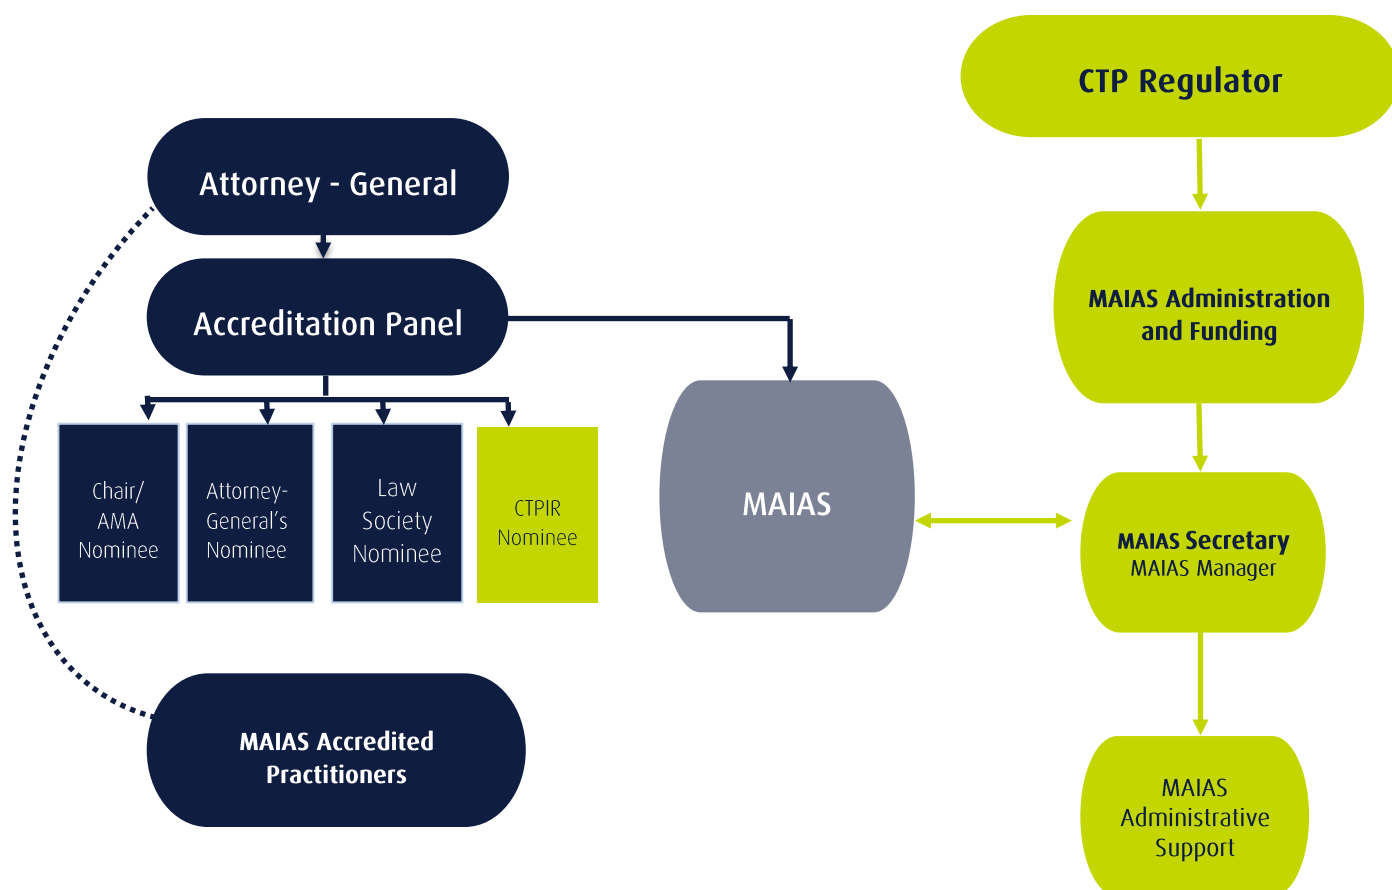 CTP Regulator
Attorney - General
Accreditation Panel
MAIAS Administration
and Funding
Chair/
AMA
Nominee
Attorney-
General’s
Nominee
Law
Society
Nominee
CTPIR
Nominee
MAIAS
MAIAS Secretary
MAIAS Manager
MAIAS Accredited
Practitioners
MAIAS
Administrative
Support